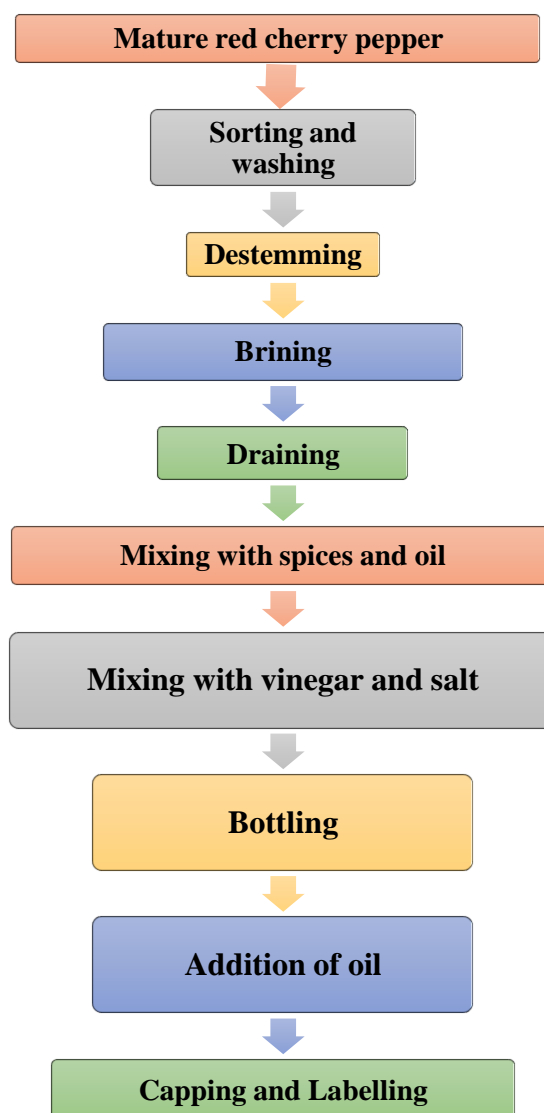 Mature red cherry pepper
Sorting and
washing
Destemming
Brining
Draining
Mixing with spices and oil
Mixing with vinegar and salt
Bottling
Addition of oil
Capping and Labelling